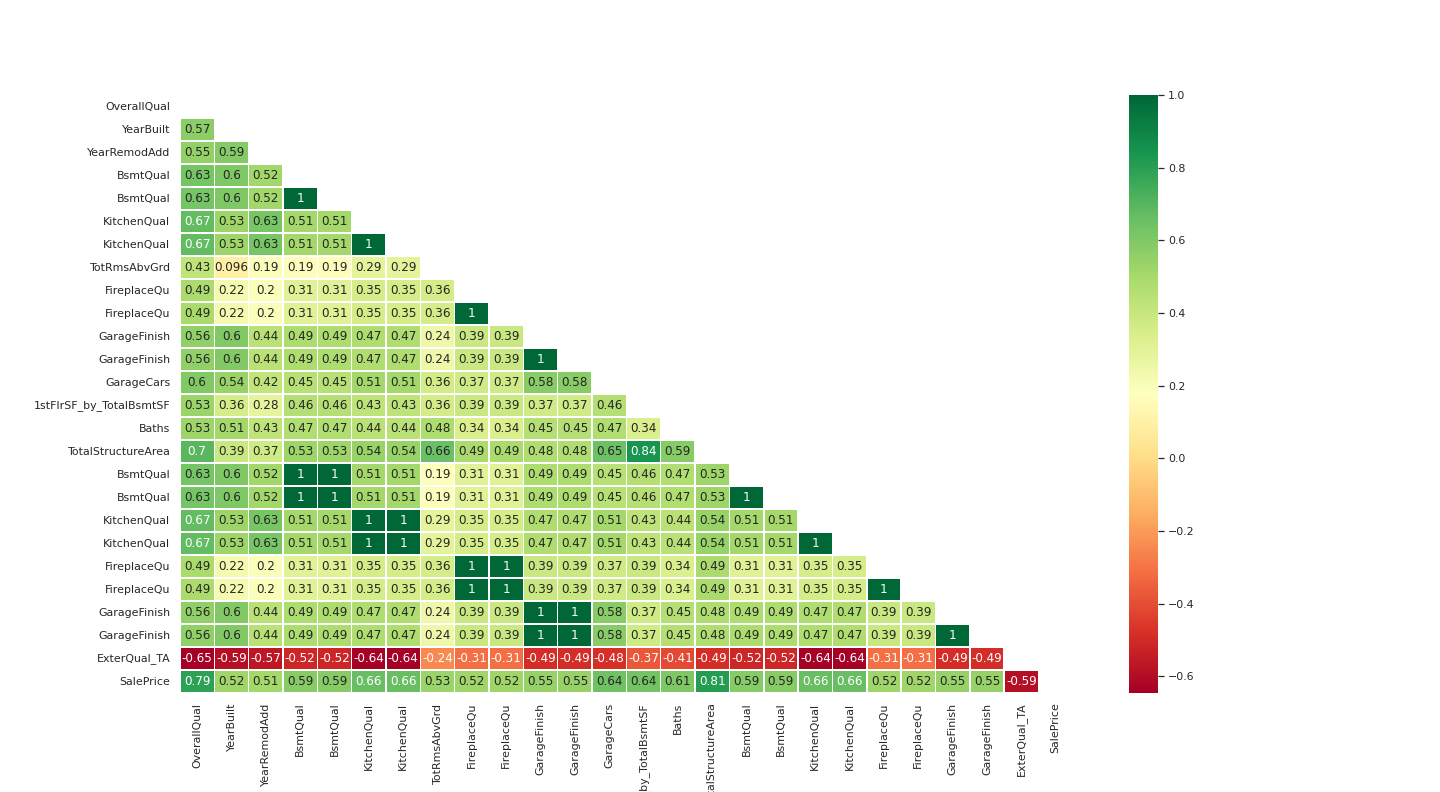 OverallQual
YearBuilt 0.57
YearRemodAdd 0.55 0.59
BsmtQual 0.63 0.6 0.52
BsmtQual 0.63 0.6 0.52 1
KitchenQual 0.67 0.53 0.63 0.51 0.51
KitchenQual 0.67 0.53 0.63 0.51 0.51 1
TotRmsAbvGrd 0.43 0.096 0.19 0.19 0.19 0.29 0.29
FireplaceQu 0.49 0.22 0.2 0.31 0.31 0.35 0.35 0.36
FireplaceQu 0.49 0.22 0.2 0.31 0.31 0.35 0.35 0.36 1
GarageFinish 0.56 0.6 0.44 0.49 0.49 0.47 0.47 0.24 0.39 0.39
GarageFinish 0.56 0.6 0.44 0.49 0.49 0.47 0.47 0.24 0.39 0.39 1
GarageCars 0.6 0.54 0.42 0.45 0.45 0.51 0.51 0.36 0.37 0.37 0.58 0.58
1stFlrSF_by_TotalBsmtSF 0.53 0.36 0.28 0.46 0.46 0.43 0.43 0.36 0.39 0.39 0.37 0.37 0.46
Baths 0.53 0.51 0.43 0.47 0.47 0.44 0.44 0.48 0.34 0.34 0.45 0.45 0.47 0.34
TotalStructureArea 0.7 0.39 0.37 0.53 0.53 0.54 0.54 0.66 0.49 0.49 0.48 0.48 0.65 0.84 0.59
BsmtQual 0.63 0.6 0.52 1 1 0.51 0.51 0.19 0.31 0.31 0.49 0.49 0.45 0.46 0.47 0.53
BsmtQual 0.63 0.6 0.52 1 1 0.51 0.51 0.19 0.31 0.31 0.49 0.49 0.45 0.46 0.47 0.53 1
KitchenQual 0.67 0.53 0.63 0.51 0.51 1 1 0.29 0.35 0.35 0.47 0.47 0.51 0.43 0.44 0.54 0.51 0.51
KitchenQual 0.67 0.53 0.63 0.51 0.51 1 1 0.29 0.35 0.35 0.47 0.47 0.51 0.43 0.44 0.54 0.51 0.51 1
FireplaceQu 0.49 0.22 0.2 0.31 0.31 0.35 0.35 0.36 1 1 0.39 0.39 0.37 0.39 0.34 0.49 0.31 0.31 0.35 0.35
FireplaceQu 0.49 0.22 0.2 0.31 0.31 0.35 0.35 0.36 1 1 0.39 0.39 0.37 0.39 0.34 0.49 0.31 0.31 0.35 0.35 1
GarageFinish 0.56 0.6 0.44 0.49 0.49 0.47 0.47 0.24 0.39 0.39 1 1 0.58 0.37 0.45 0.48 0.49 0.49 0.47 0.47 0.39 0.39
GarageFinish 0.56 0.6 0.44 0.49 0.49 0.47 0.47 0.24 0.39 0.39 1 1 0.58 0.37 0.45 0.48 0.49 0.49 0.47 0.47 0.39 0.39 1
ExterQual_TA -0.65 -0.59 -0.57 -0.52 -0.52 -0.64 -0.64 -0.24 -0.31 -0.31 -0.49 -0.49 -0.48 -0.37 -0.41 -0.49 -0.52 -0.52 -0.64 -0.64 -0.31 -0.31 -0.49 -0.49
SalePrice 0.79 0.52 0.51 0.59 0.59 0.66 0.66 0.53 0.52 0.52 0.55 0.55 0.64 0.64 0.61 0.81 0.59 0.59 0.66 0.66 0.52 0.52 0.55 0.55 -0.59
OverallQual
YearBuilt
YearRemodAdd
BsmtQual
BsmtQual
KitchenQual
KitchenQual
TotRmsAbvGrd
FireplaceQu
FireplaceQu
GarageFinish
GarageFinish
GarageCars
by_TotalBsmtSF
Baths
alStructureArea
BsmtQual
BsmtQual
KitchenQual
KitchenQual
FireplaceQu
FireplaceQu
GarageFinish
GarageFinish
ExterQual_TA
SalePrice
1.0
0.8
0.6
0.4
0.2
0.0
−0.2
−0.4
−0.6